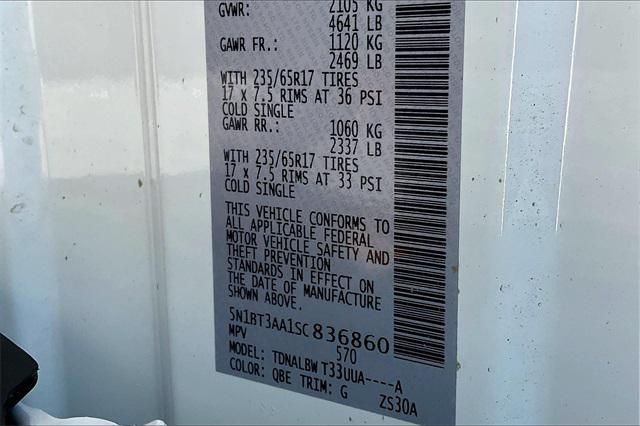 GVWR: 2105 KG
4641 LB
GAWR FR.: 1120 KG
2469 LB
WITH 235/65R17 TIRES
17 X 7.5 RIMS AT 36 PSI
COLD SINGLE
GAWR RR.: 1060 KG
2337 LB
WITH 235/65R17 TIRES
17 X 7.5 RIMS AT 33 PSI
COLD SINGLE
THIS VEHICLE CONFORMS TO
ALL APPLICABLE FEDERAL
MOTOR VEHICLE SAFETY AND
THEFT PREVENTION
STANDARDS IN EFFECT ON
THE DATE OF MANUFACTURE
SHOWN ABOVE.
5N1BT3AA1SC836860
MPV 570
MODEL: TDNALBW T33UUA----A
COLOR: QBE TRIM: G ZS30A